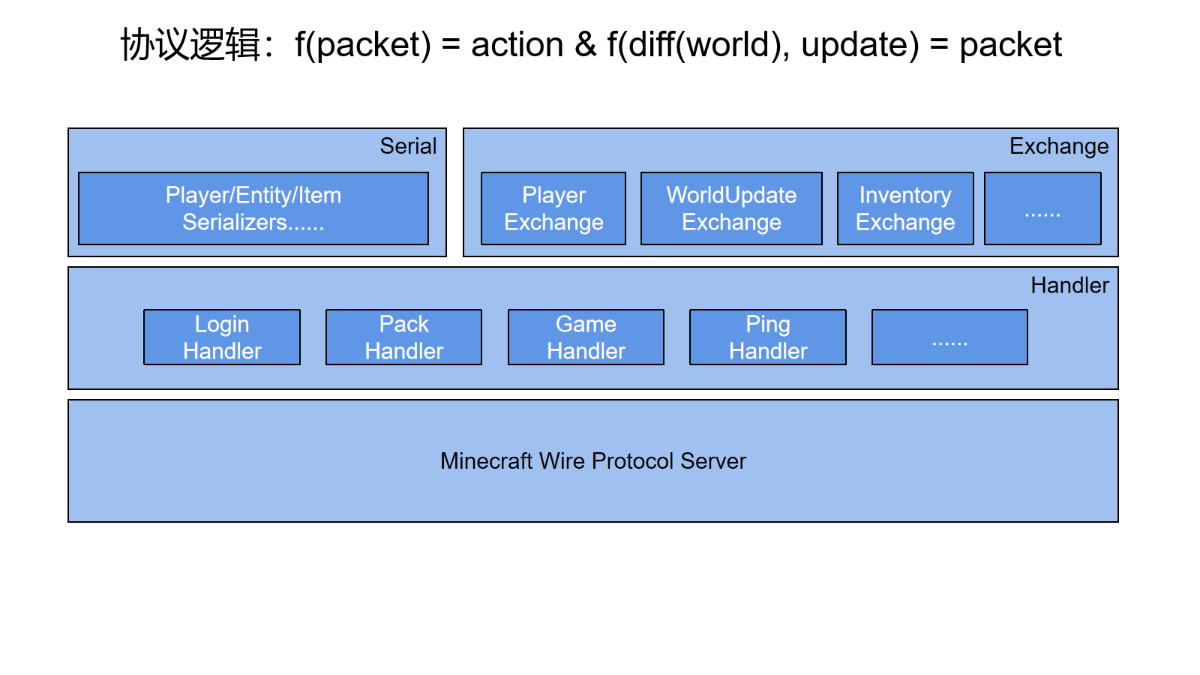 协议逻辑：f(packet) = action & f(diff(world), update) = packet
Serial
Player/Entity/Item
Serializers......
Exchange
Player
Exchange
WorldUpdate
Exchange
Inventory
Exchange
......
Handler
Login
Handler
Pack
Handler
Game
Handler
Ping
Handler
......
Minecraft Wire Protocol Server